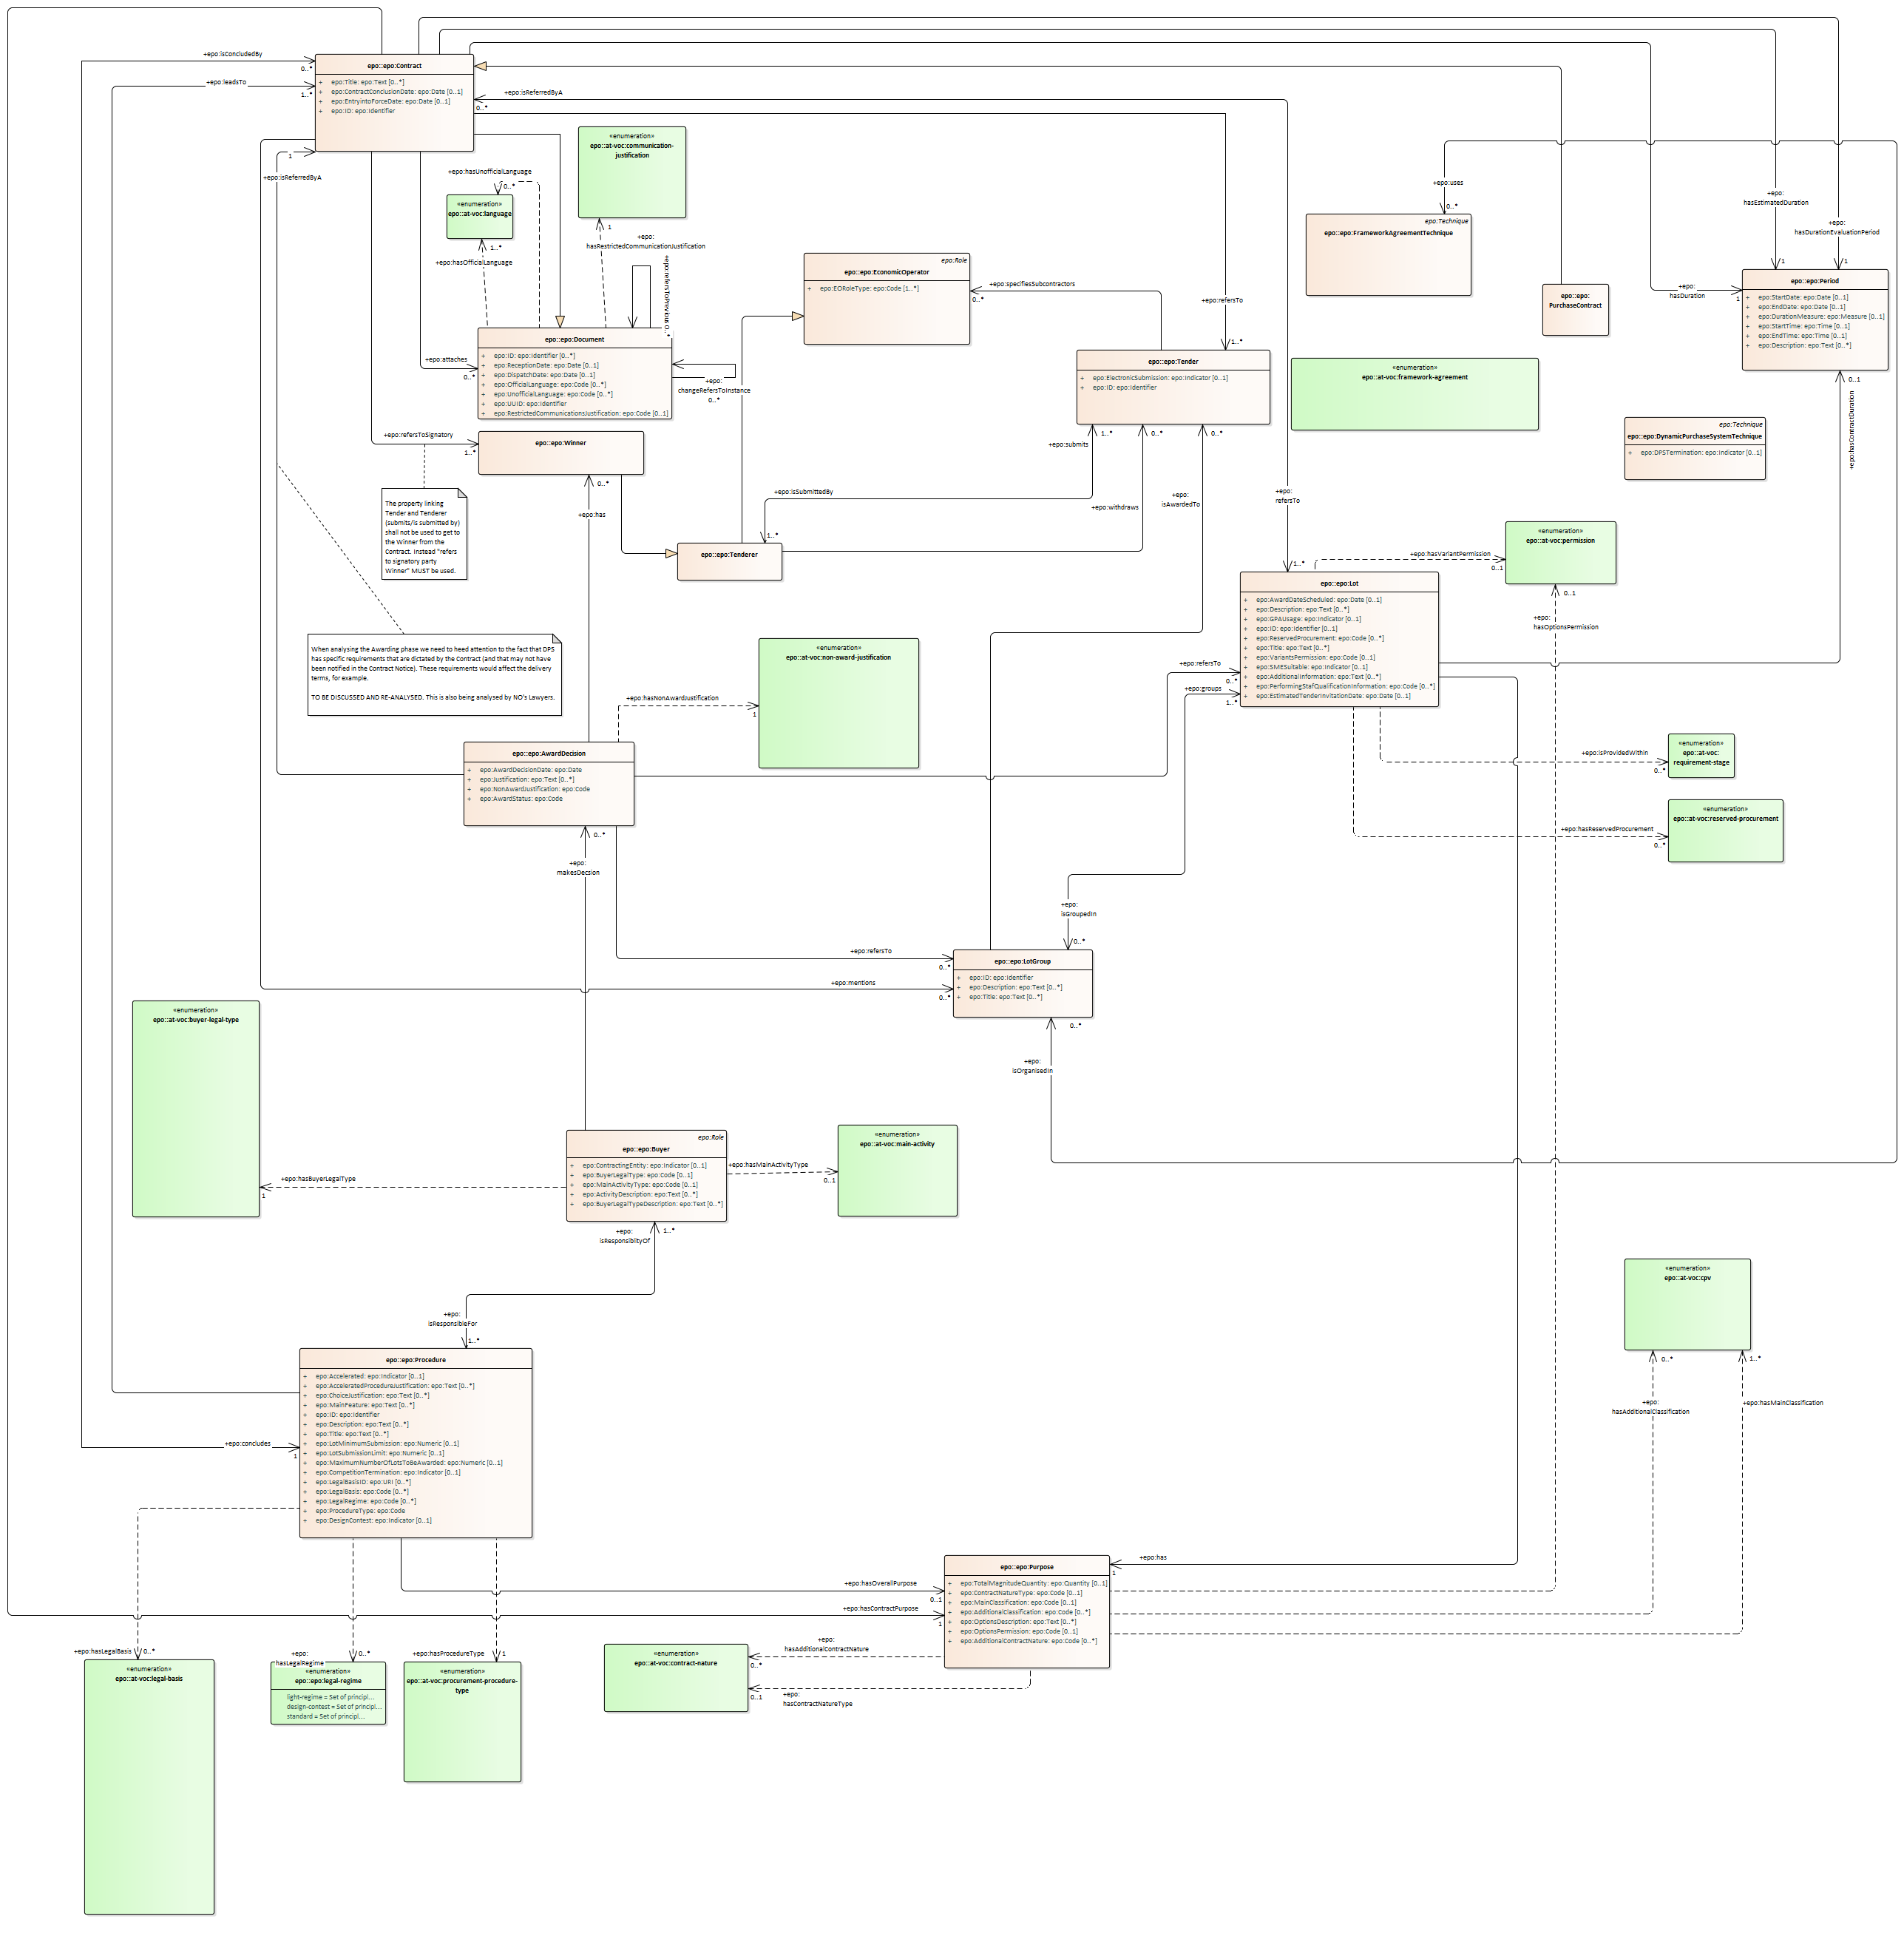 +epo:isConcludedBy
0..*
+epo:leadsTo
1..*
epo::epo:Contract
+ epo:Title: epo:Text [0..*]
+ epo:ContractConclusionDate: epo:Date [0..1]
+ epo:EntryintoForceDate: epo:Date [0..1]
+ epo:ID: epo:Identifier
+epo:isReferredByA
0..*
1
+epo:isReferredByA
«enumeration»
epo::at-voc:communication-
justification
+epo:hasUnofficialLanguage
0..*
«enumeration»
epo::at-voc:language
1..*
+epo:hasOfficialLanguage
1
+epo:
hasRestrictedCommunicationJustification
+epo:refersToPrevious 0..*
+epo:uses
0..*
epo:Technique
epo::epo:FrameworkAgreementTechnique
+epo:
hasEstimatedDuration
1
+epo:
hasDurationEvaluationPeriod
1
+epo:
hasDuration
1
epo::epo:
PurchaseContract
epo::epo:Period
+ epo:StartDate: epo:Date [0..1]
+ epo:EndDate: epo:Date [0..1]
+ epo:DurationMeasure: epo:Measure [0..1]
+ epo:StartTime: epo:Time [0..1]
+ epo:EndTime: epo:Time [0..1]
+ epo:Description: epo:Text [0..*]
0..1
+epo:hasContractDuration
epo:Role
epo::epo:EconomicOperator
+ epo:EORoleType: epo:Code [1..*]
+epo:specifiesSubcontractors
0..*
+epo:refersTo
1..*
epo::epo:Document
+ epo:ID: epo:Identifier [0..*]
+ epo:ReceptionDate: epo:Date [0..1]
+ epo:DispatchDate: epo:Date [0..1]
+ epo:OfficialLanguage: epo:Code [0..*]
+ epo:UnofficialLanguage: epo:Code [0..*]
+ epo:UUID: epo:Identifier
+ epo:RestrictedCommunicationsJustification: epo:Code [0..1]
+epo:attaches
0..*
+epo:
changeRefersToInstance
0..*
epo::epo:Tender
+ epo:ElectronicSubmission: epo:Indicator [0..1]
+ epo:ID: epo:Identifier
«enumeration»
epo::at-voc:framework-agreement
epo:Technique
epo::epo:DynamicPurchaseSystemTechnique
+ epo:DPSTermination: epo:Indicator [0..1]
+epo:refersToSignatory
1..*
epo::epo:Winner
0..*
+epo:has
The property linking
Tender and Tenderer
(submits/is submitted by)
shall not be used to get to
the Winner from the
Contract. Instead "refers
to signatory party
Winner" MUST be used.
+epo:submits
1..*
0..*
0..*
+epo:isSubmittedBy
1..*
+epo:withdraws
+epo:
isAwardedTo
+epo:
refersTo
1..*
epo::epo:Tenderer
«enumeration»
epo::at-voc:permission
+epo:hasVariantPermission
0..1
0..1
+epo:
hasOptionsPermission
epo::epo:Lot
+ epo:AwardDateScheduled: epo:Date [0..1]
+ epo:Description: epo:Text [0..*]
+ epo:GPAUsage: epo:Indicator [0..1]
+ epo:ID: epo:Identifier [0..1]
+ epo:ReservedProcurement: epo:Code [0..*]
+ epo:Title: epo:Text [0..*]
+ epo:VariantsPermission: epo:Code [0..1]
+ epo:SMESuitable: epo:Indicator [0..1]
+ epo:AdditionalInformation: epo:Text [0..*]
+ epo:PerformingStafQualificationInformation: epo:Code [0..*]
+ epo:EstimatedTenderInvitationDate: epo:Date [0..1]
When analysing the Awarding phase we need to heed attention to the fact that DPS
has specific requirements that are dictated by the Contract (and that may not have
been notified in the Contract Notice). These requirements would affect the delivery
terms, for example.
TO BE DISCUSSED AND RE-ANALYSED. This is also being analysed by NO's Lawyers.
«enumeration»
epo::at-voc:non-award-justification
+epo:hasNonAwardJustification
1
+epo:refersTo
0..*
+epo:groups
1..*
epo::epo:AwardDecision
+ epo:AwardDecisionDate: epo:Date
+ epo:Justification: epo:Text [0..*]
+ epo:NonAwardJustification: epo:Code
+ epo:AwardStatus: epo:Code
0..*
+epo:
makesDecsion
+epo:isProvidedWithin
0..*
«enumeration»
epo::at-voc:
requirement-stage
+epo:hasReservedProcurement
0..*
«enumeration»
epo::at-voc:reserved-procurement
+epo:
isGroupedIn
0..*
+epo:refersTo
0..*
+epo:mentions
0..*
epo::epo:LotGroup
+ epo:ID: epo:Identifier
+ epo:Description: epo:Text [0..*]
+ epo:Title: epo:Text [0..*]
0..*
+epo:
isOrganisedIn
«enumeration»
epo::at-voc:buyer-legal-type
+epo:hasBuyerLegalType
1
epo:Role
epo::epo:Buyer
+ epo:ContractingEntity: epo:Indicator [0..1]
+ epo:BuyerLegalType: epo:Code [0..1]
+ epo:MainActivityType: epo:Code [0..1]
+ epo:ActivityDescription: epo:Text [0..*]
+ epo:BuyerLegalTypeDescription: epo:Text [0..*]
+epo:hasMainActivityType
0..1
«enumeration»
epo::at-voc:main-activity
+epo:
isResponsiblityOf
1..*
+epo:
isResponsibleFor
1..*
«enumeration»
epo::at-voc:cpv
0..*
1..*
+epo:
hasAdditionalClassification
+epo:hasMainClassification
epo::epo:Procedure
+ epo:Accelerated: epo:Indicator [0..1]
+ epo:AcceleratedProcedureJustification: epo:Text [0..*]
+ epo:ChoiceJustification: epo:Text [0..*]
+ epo:MainFeature: epo:Text [0..*]
+ epo:ID: epo:Identifier
+ epo:Description: epo:Text [0..*]
+ epo:Title: epo:Text [0..*]
+ epo:LotMinimumSubmission: epo:Numeric [0..1]
+ epo:LotSubmissionLimit: epo:Numeric [0..1]
+ epo:MaximumNumberOfLotsToBeAwarded: epo:Numeric [0..1]
+ epo:CompetitionTermination: epo:Indicator [0..1]
+ epo:LegalBasisID: epo:URI [0..*]
+ epo:LegalBasis: epo:Code [0..*]
+ epo:LegalRegime: epo:Code [0..*]
+ epo:ProcedureType: epo:Code
+ epo:DesignContest: epo:Indicator [0..1]
+epo:concludes
1
+epo:has
1
+epo:hasOverallPurpose
0..1
+epo:hasContractPurpose
1
epo::epo:Purpose
+ epo:TotalMagnitudeQuantity: epo:Quantity [0..1]
+ epo:ContractNatureType: epo:Code [0..1]
+ epo:MainClassification: epo:Code [0..1]
+ epo:AdditionalClassification: epo:Code [0..*]
+ epo:OptionsDescription: epo:Text [0..*]
+ epo:OptionsPermission: epo:Code [0..1]
+ epo:AdditionalContractNature: epo:Code [0..*]
+epo:hasLegalBasis
0..*
«enumeration»
epo::at-voc:legal-basis
+epo:
hasLegalRegime
0..*
«enumeration»
epo::epo:legal-regime
light-regime = Set of principl...
design-contest = Set of principl...
standard = Set of principl...
+epo:hasProcedureType
1
«enumeration»
epo::at-voc:procurement-procedure-
type
«enumeration»
epo::at-voc:contract-nature
+epo:
hasAdditionalContractNature
0..*
0..1
+epo:
hasContractNatureType